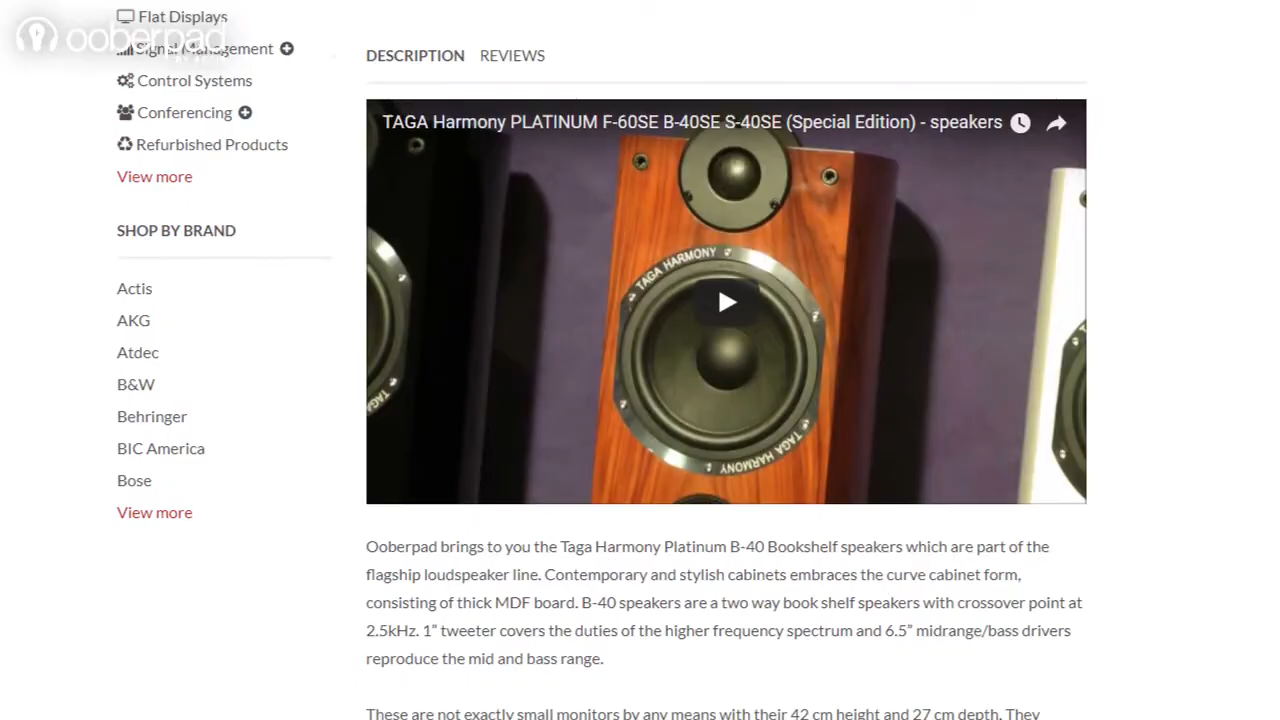 Flat Displays
ooberpad
Signal Management
Control Systems
Conferencing
Refurbished Products
View more
SHOP BY BRAND
Actis
AKG
Atdec
B&W
Behringer
BIC America
Bose
View more
DESCRIPTION REVIEWS
TAGA Harmony PLATINUM F-60SE B-40SE S-40SE (Special Edition) - speakers
TAGA HARMONY
TAGA HARMONY
TAGA
Ooberpad brings to you the Taga Harmony Platinum B-40 Bookshelf speakers which are part of the
flagship loudspeaker line. Contemporary and stylish cabinets embraces the curve cabinet form,
consisting of thick MDF board. B-40 speakers are a two way book shelf speakers with crossover point at
2.5kHz. 1” tweeter covers the duties of the higher frequency spectrum and 6.5” midrange/bass drivers
reproduce the mid and bass range.
These are not exactly small monitors by any means with their 42 cm height and 27 cm depth. They